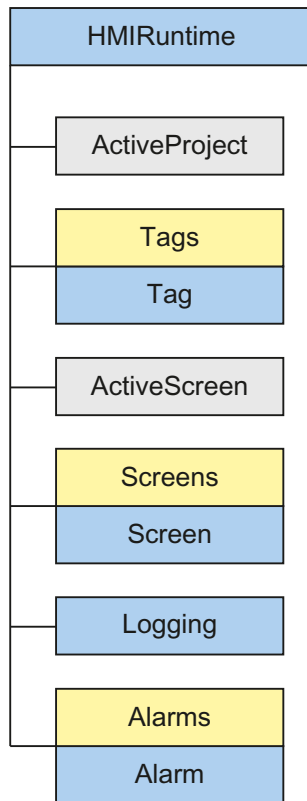 HMIRuntime
ActiveProject
Tags
Tag
ActiveScreen
Screens
Screen
Logging
Alarms
Alarm